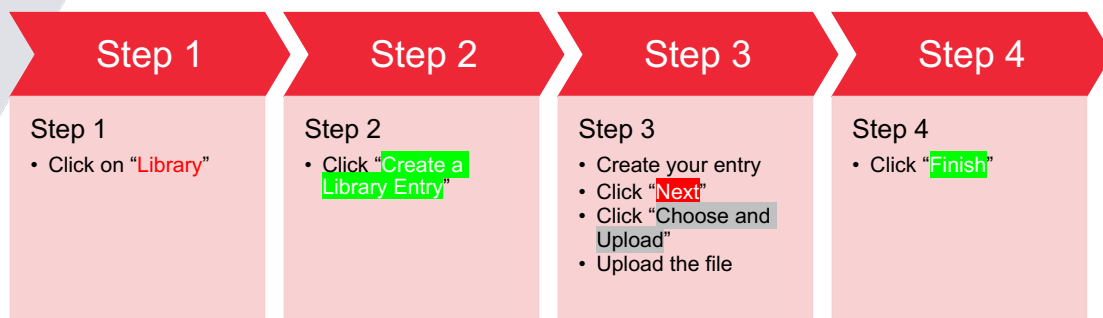 Step 1
Step 2
Step 3
Step 4
Step 1
• Click on “Library”
Step 2
• Click “Create a
Library Entry”
Step 3
• Create your entry
• Click “Next”
• Click “Choose and
Upload”
• Upload the file
Step 4
• Click “Finish”